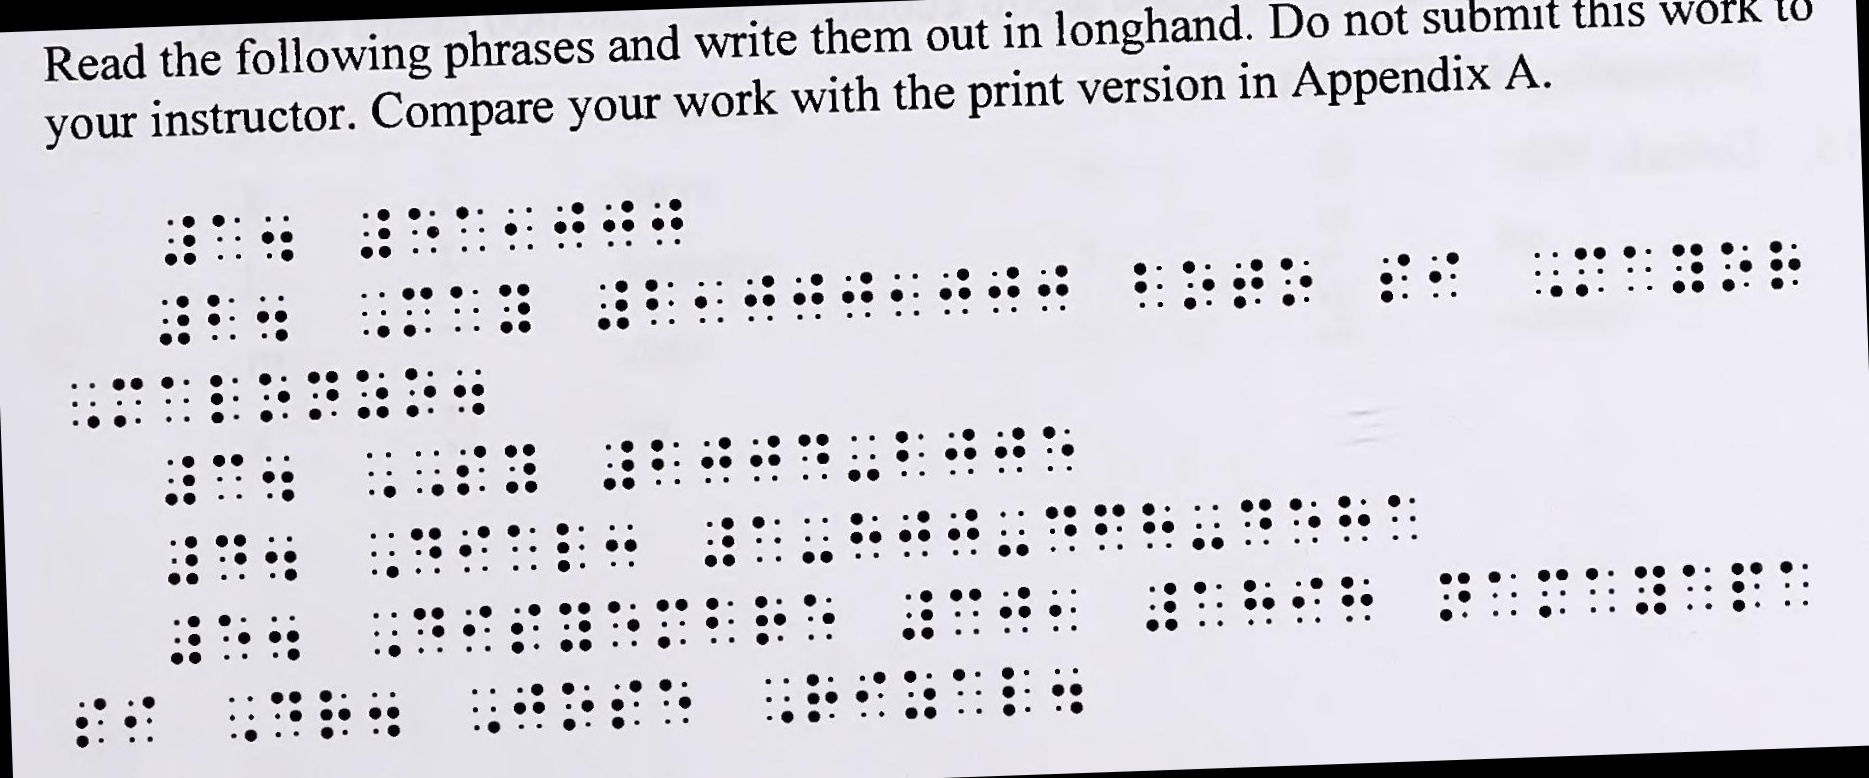 Read the following phrases and write them out in longhand. Do not submit this work to
your instructor. Compare your work with the print version in Appendix A.
⠼⠁⠲ ⠼⠑⠁⠂⠚⠚⠚
⠼⠃⠲ ⠠⠍⠁⠽ ⠼⠃⠂⠚⠚⠚⠂⠚⠚⠚ ⠃⠕⠞⠕ ⠎⠊ ⠠⠍⠁⠽⠕⠗
⠠⠍⠁⠇⠕⠝⠵⠕⠲
⠼⠉⠲ ⠠⠠⠎⠽ ⠼⠃⠚⠚⠙⠤⠃⠚⠚⠑
⠼⠙⠲ ⠠⠙⠊⠁⠇⠒ ⠼⠁⠤⠓⠚⠚⠤⠙⠉⠓⠤⠙⠑⠓⠁
⠼⠑⠲ ⠠⠙⠊⠎⠽⠑⠍⠃⠗⠑ ⠼⠉⠚⠂ ⠼⠁⠓⠊⠓ ⠝⠁⠍⠁⠽⠁⠏⠁
⠎⠊ ⠠⠙⠗⠲ ⠠⠚⠕⠎⠑ ⠠⠗⠊⠵⠁⠇⠲